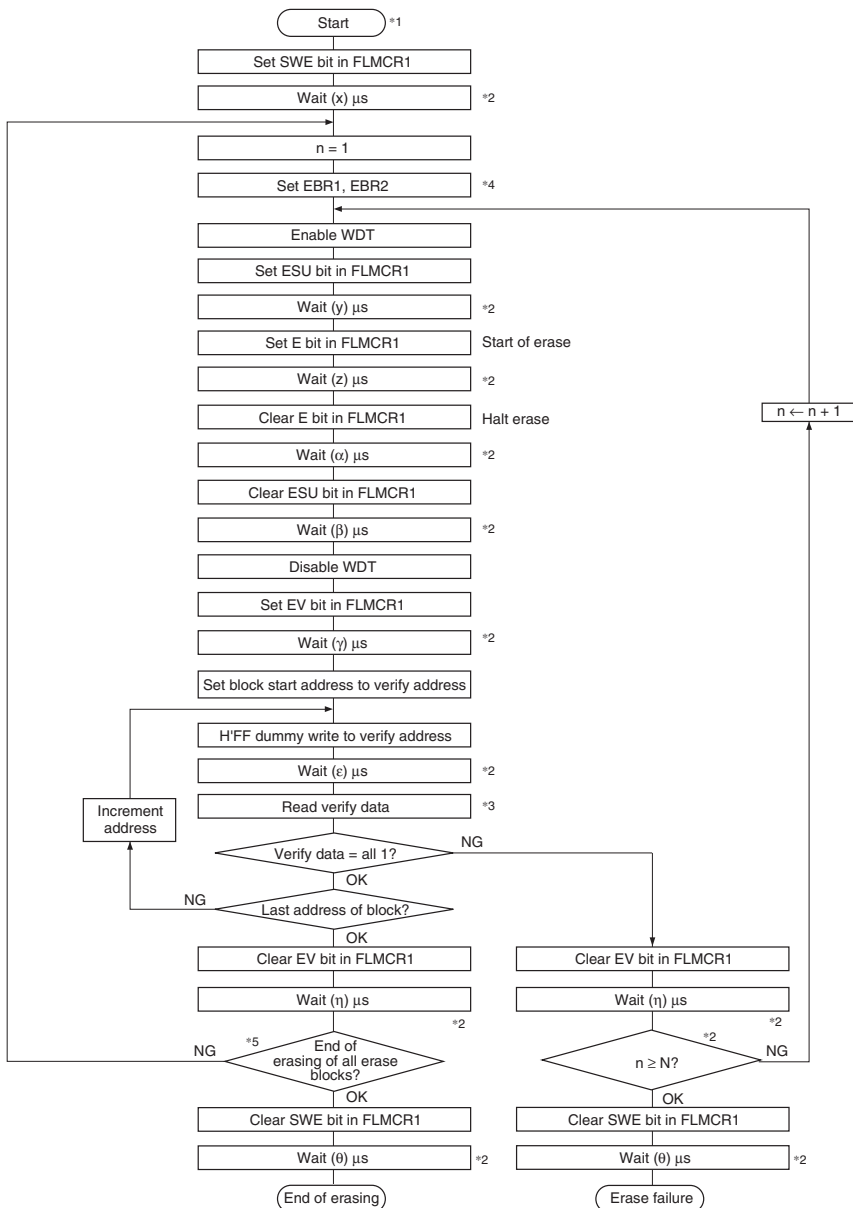 Start *1
Set SWE bit in FLMCR1
Wait (x) μs *2
n = 1
Set EBR1, EBR2 *4
Enable WDT
Set ESU bit in FLMCR1
Wait (y) μs *2
Set E bit in FLMCR1 Start of erase
Wait (z) μs *2
n ← n + 1
Clear E bit in FLMCR1 Halt erase
Wait (α) μs *2
Clear ESU bit in FLMCR1
Wait (β) μs *2
Disable WDT
Set EV bit in FLMCR1
Wait (γ) μs *2
Set block start address to verify address
H'FF dummy write to verify address
Wait (ε) μs *2
Increment
address
Read verify data *3
Verify data = all 1? NG
OK
NG Last address of block?
OK
Clear EV bit in FLMCR1
Wait (η) μs
*2
NG *5 End of
erasing of all erase
blocks?
OK
Clear SWE bit in FLMCR1
Wait (θ) μs *2
End of erasing
Clear EV bit in FLMCR1
Wait (η) μs
*2
*2
n ≥ N? NG
OK
Clear SWE bit in FLMCR1
Wait (θ) μs *2
Erase failure